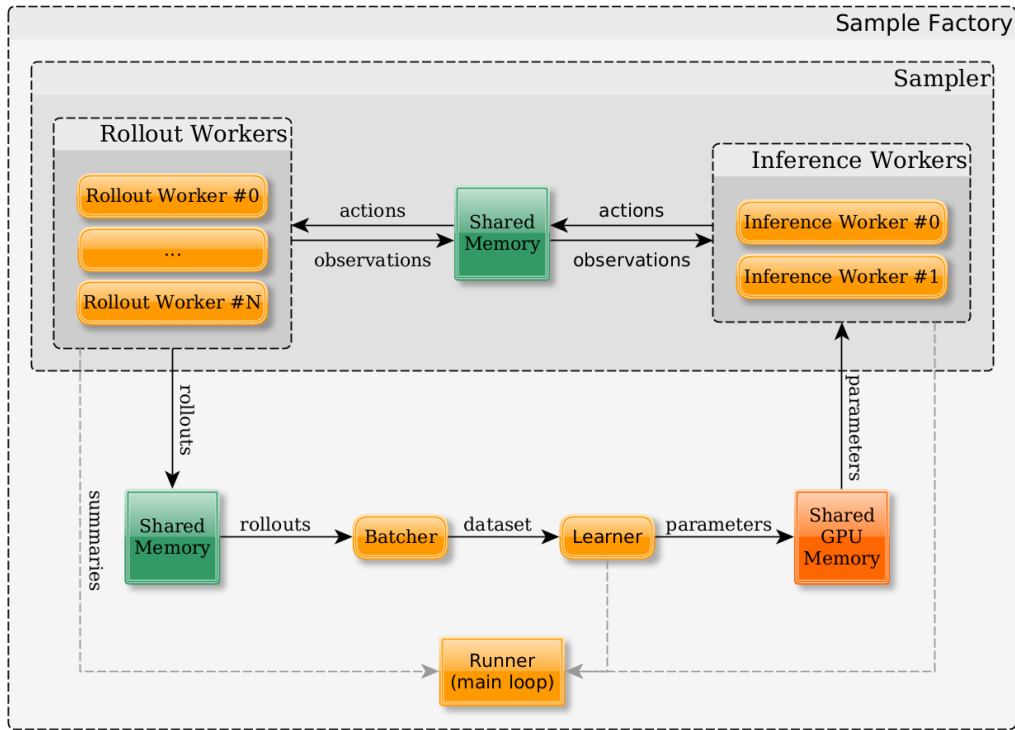 Sample Factory
Sampler
Rollout Workers
Inference Workers
Rollout Worker #0
...
Rollout Worker #N
actions
observations
Shared
Memory
actions
observations
Inference Worker #0
Inference Worker #1
rollouts
parameters
summaries
Shared
Memory
rollouts
Batcher
dataset
Learner
parameters
Shared
GPU
Memory
Runner
(main loop)